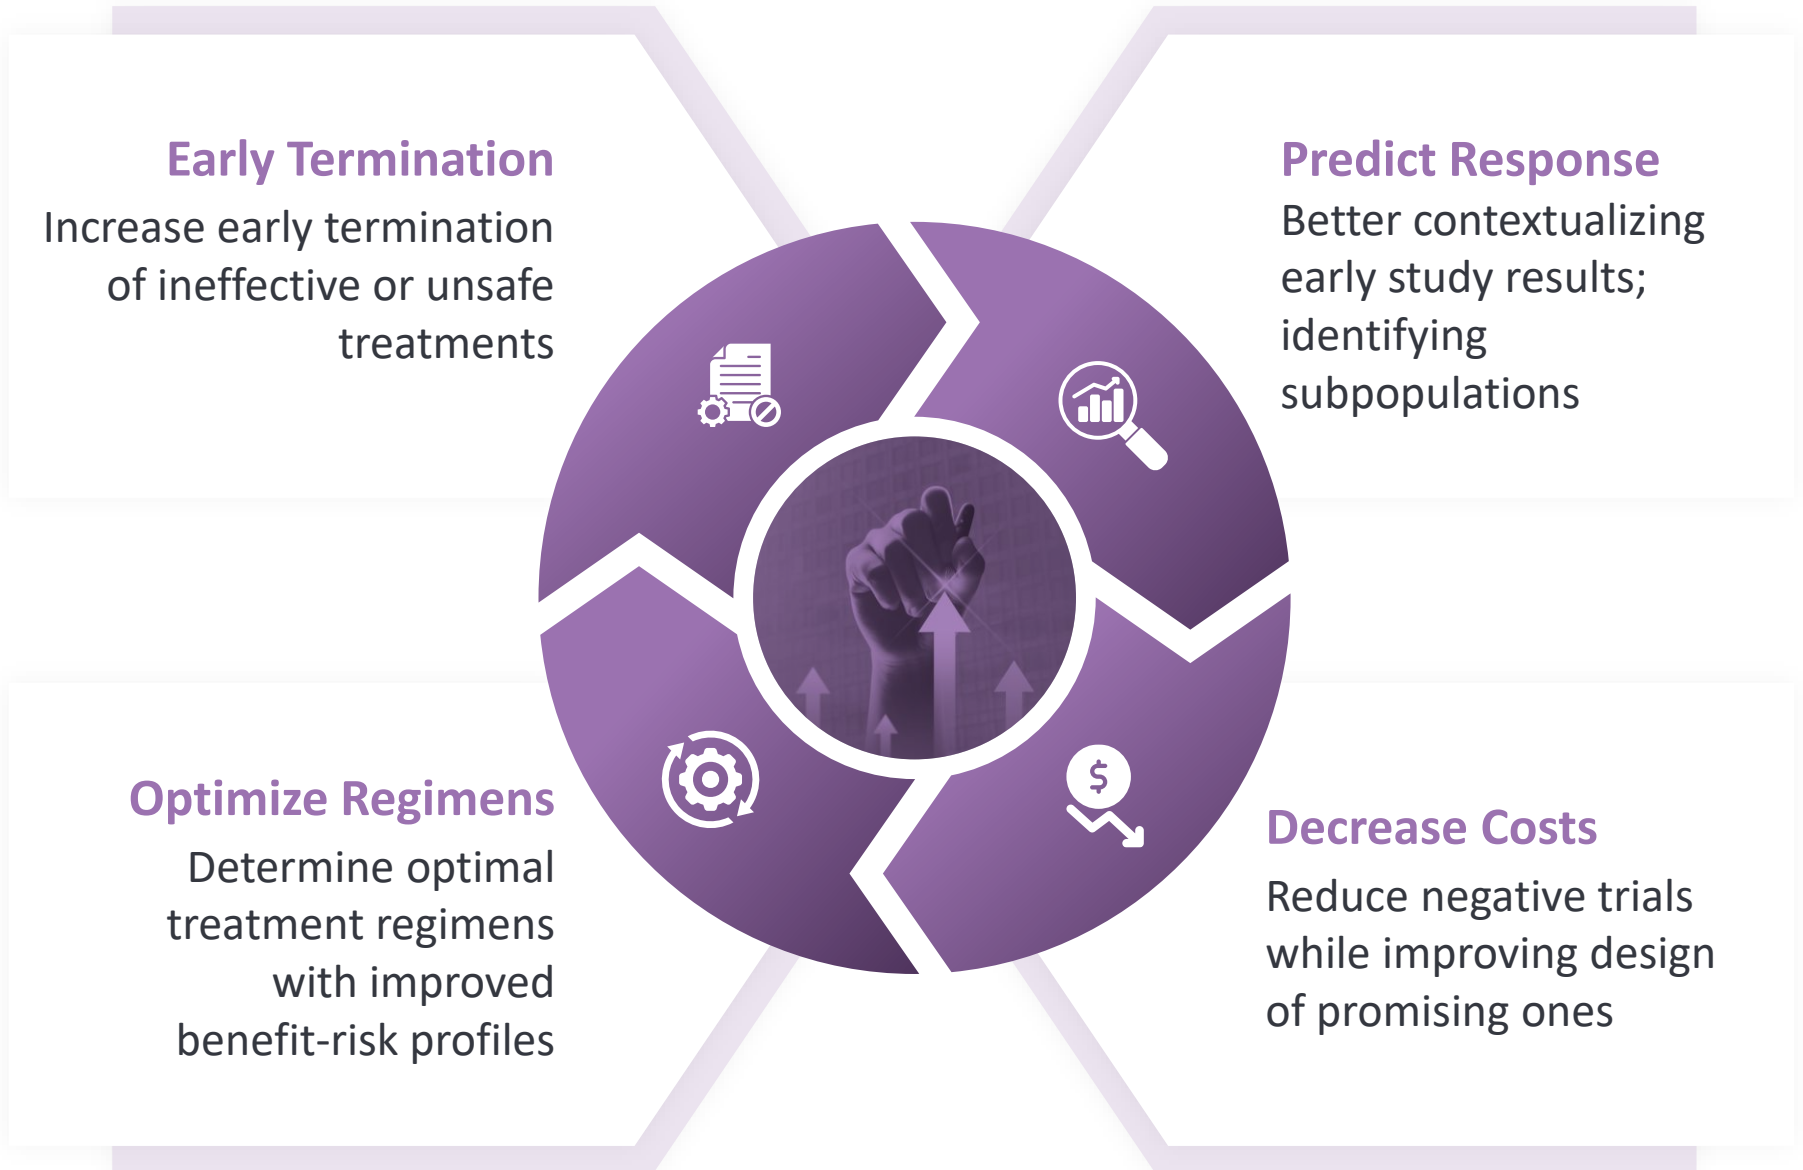 Early Termination
Increase early termination
of ineffective or unsafe
treatments
Predict Response
Better contextualizing
early study results;
identifying
subpopulations
$
Optimize Regimens
Determine optimal
treatment regimens
with improved
benefit-risk profiles
Decrease Costs
Reduce negative trials
while improving design
of promising ones